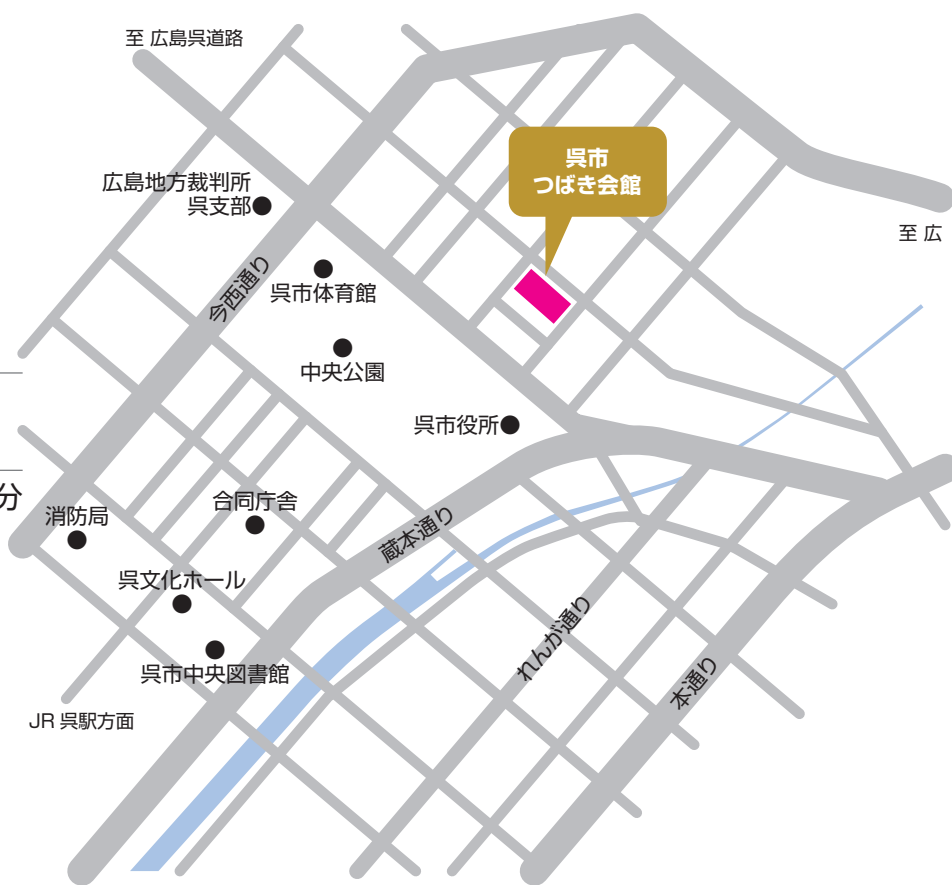 至 広島呉道路
呉市
つばき会館
広島地方裁判所
呉支部
至 広
今西通り
呉市体育館
中央公園
呉市役所
分
消防局
合同庁舎
蔵本通り
呉文化ホール
れんが通り
呉市中央図書館
本通り
JR 呉駅方面